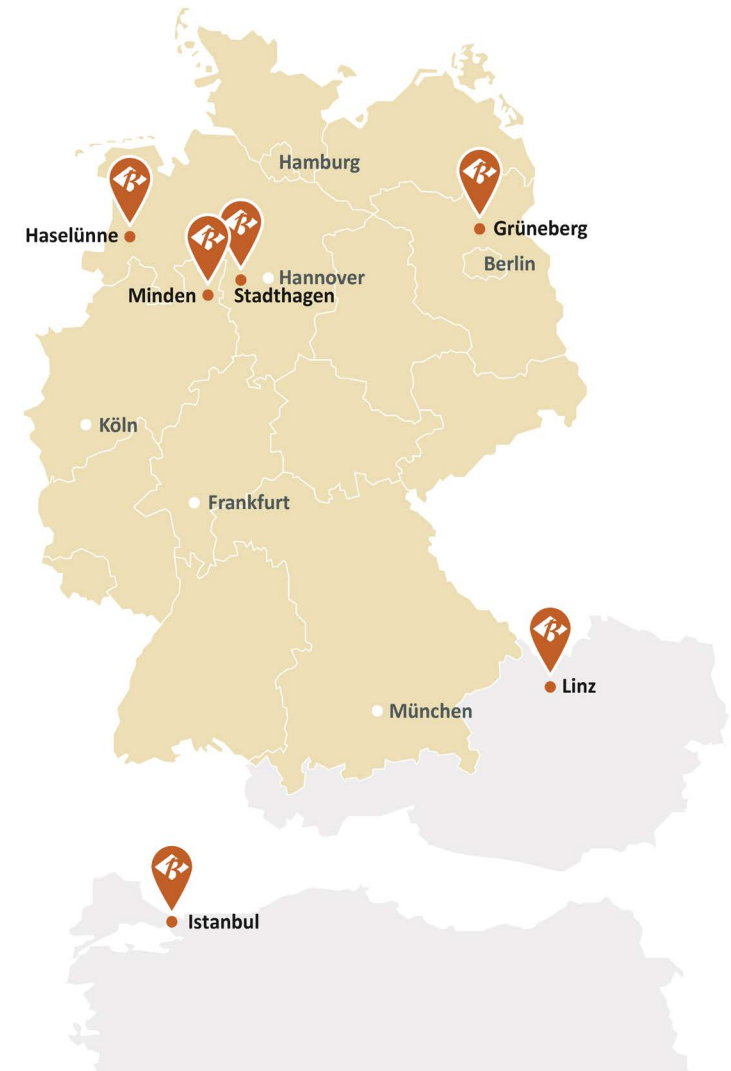 Hamburg
Haselünne
Grüneberg
Berlin
Hannover
Minden
Stadthagen
Köln
Frankfurt
Linz
München
Istanbul